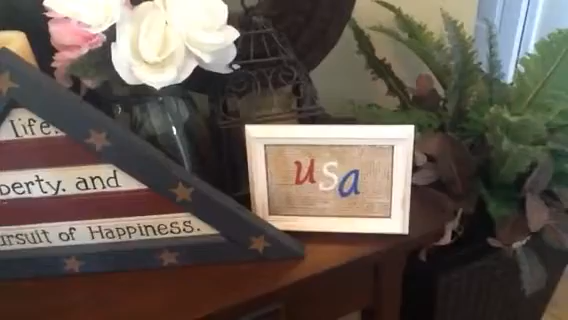 life.
berty. and
ursuit of Happiness.
usa